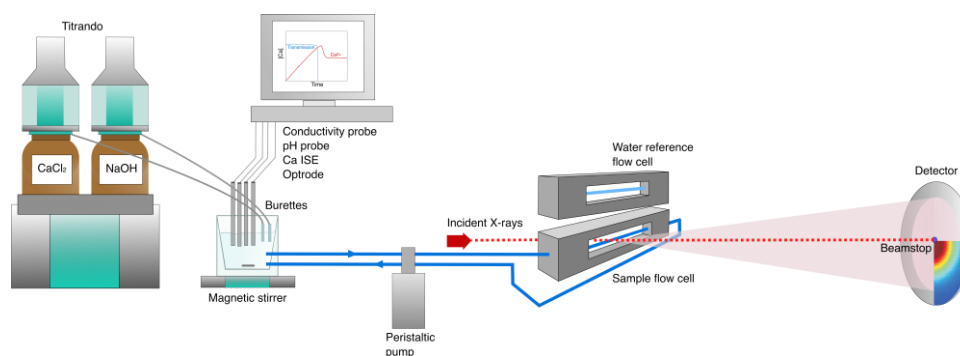 Titrando
CaCl₂
NaOH
[Ca]
Transmission
Time
Conductivity probe
pH probe
Ca ISE
Optrode
Burettes
Magnetic stirrer
Peristaltic
pump
Incident X-rays
Water reference
flow cell
Sample flow cell
Detector
Beamstop